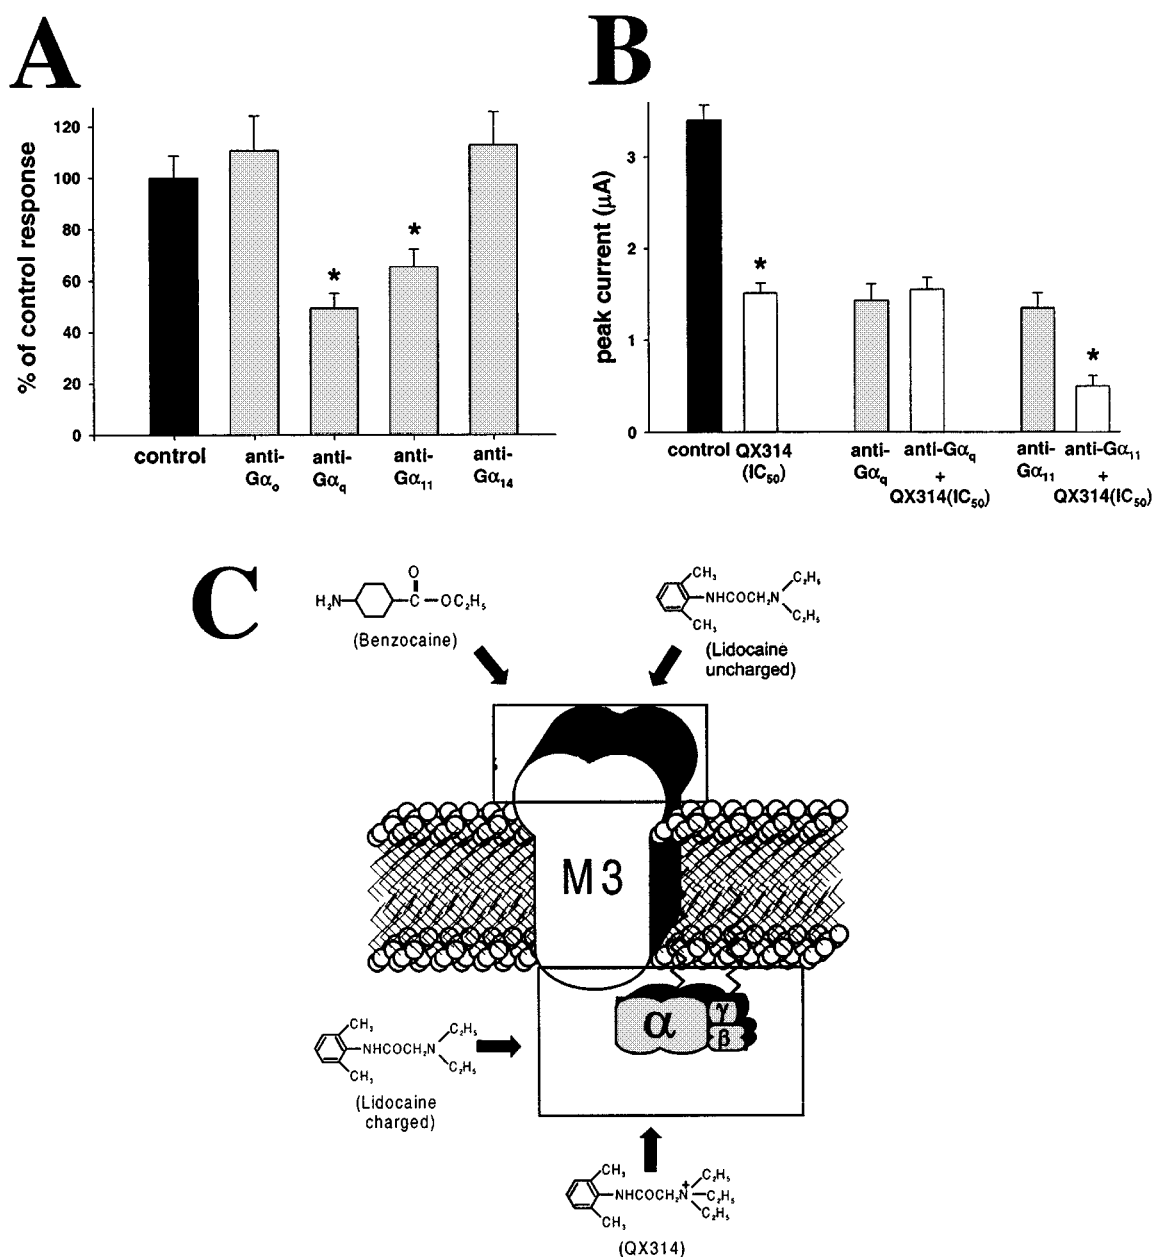 A
% of control response
120
100
80
60
40
20
0
*
*
control
anti-
Gαo
anti-
Gαq
anti-
Gα11
anti-
Gα14
B
peak current (μA)
3
2
1
0
*
*
control QX314
(IC50)
anti-
Gαq
anti-Gαq
+
QX314(IC50)
anti-
Gα11
anti-Gα11
+
QX314(IC50)
C
O
H2N
C
OC2H5
(Benzocaine)
CH3
NHCOCH2N
C2H5
C2H5
CH3
(Lidocaine
uncharged)
M3
α
γ
β
CH3
NHCOCH2N
C2H5
C2H5
CH3
(Lidocaine
charged)
CH3
NHCOCH2N+
C2H5
C2H5
C2H5
CH3
(QX314)